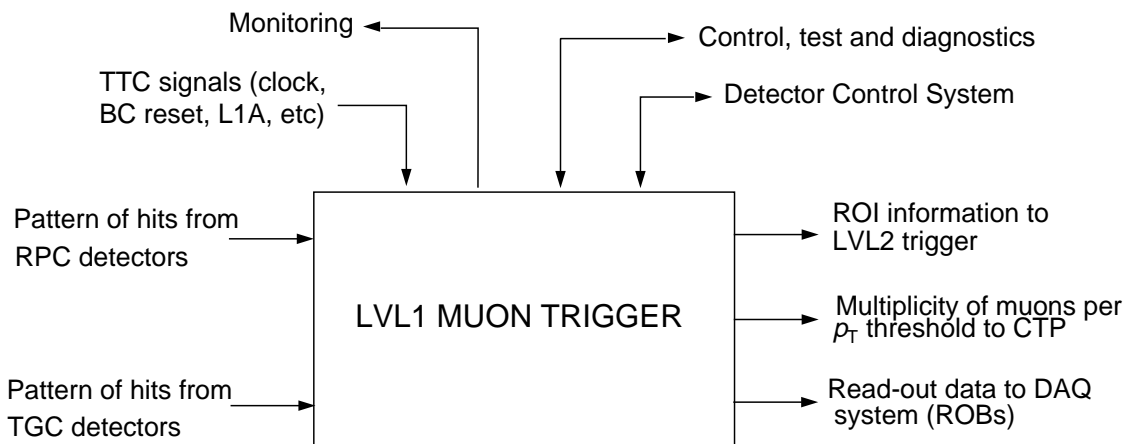 Monitoring
Control, test and diagnostics
TTC signals (clock,
BC reset, L1A, etc)
Detector Control System
Pattern of hits from
RPC detectors
ROI information to
LVL2 trigger
LVL1 MUON TRIGGER
Multiplicity of muons per
pT threshold to CTP
Pattern of hits from
TGC detectors
Read-out data to DAQ
system (ROBs)